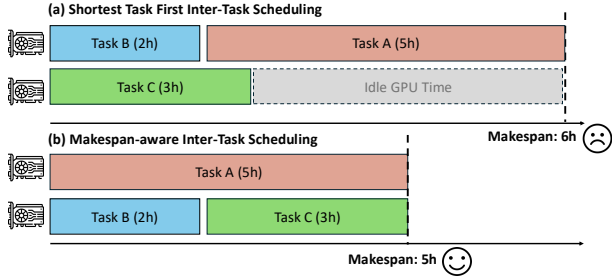 (a) Shortest Task First Inter-Task Scheduling
Task B (2h) Task A (5h)
Task C (3h) Idle GPU Time
Makespan: 6h
(b) Makespan-aware Inter-Task Scheduling
Task A (5h)
Task B (2h) Task C (3h)
Makespan: 5h